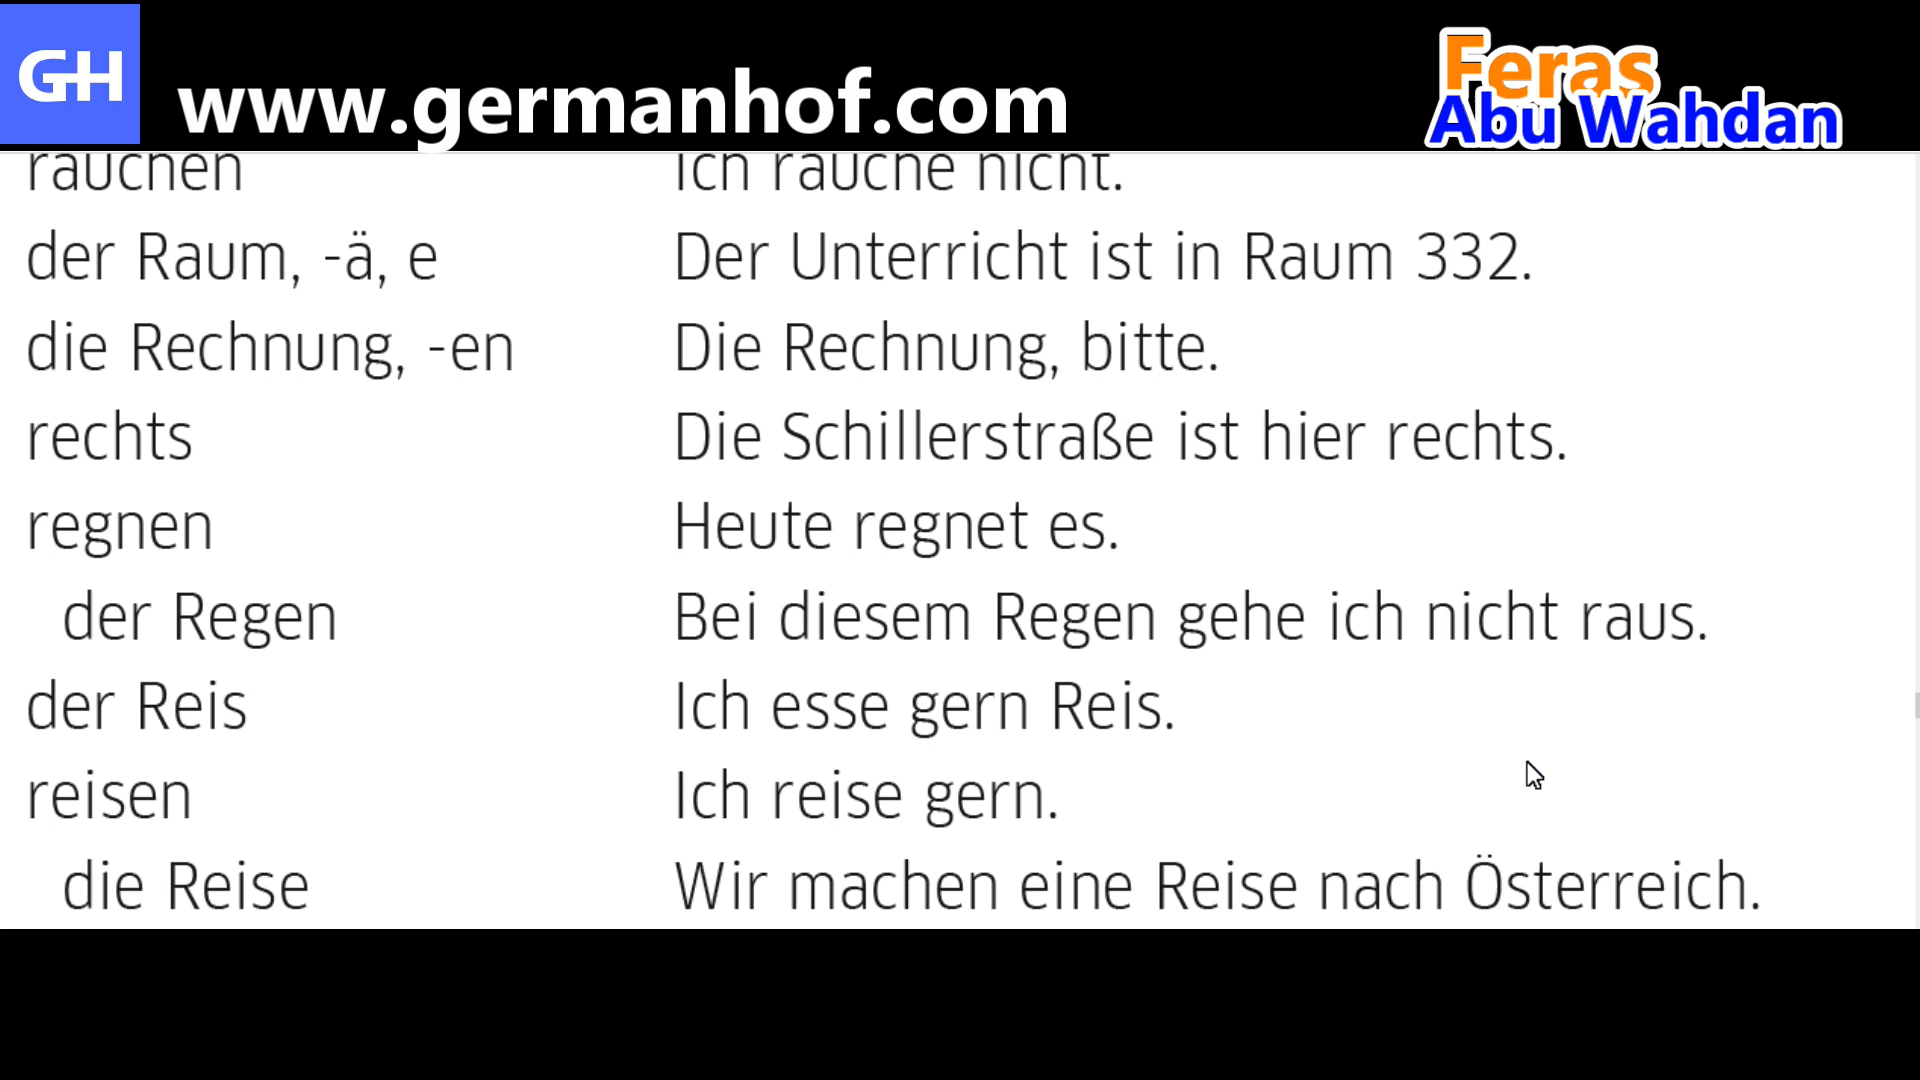 GH
www.germanhof.com
Feras
Abu Wahdan
rauchen Ich rauche nicht.
der Raum, -ä, e Der Unterricht ist in Raum 332.
die Rechnung, -en Die Rechnung, bitte.
rechts Die Schillerstraße ist hier rechts.
regnen Heute regnet es.
der Regen Bei diesem Regen gehe ich nicht raus.
der Reis Ich esse gern Reis.
reisen Ich reise gern.
die Reise Wir machen eine Reise nach Österreich.